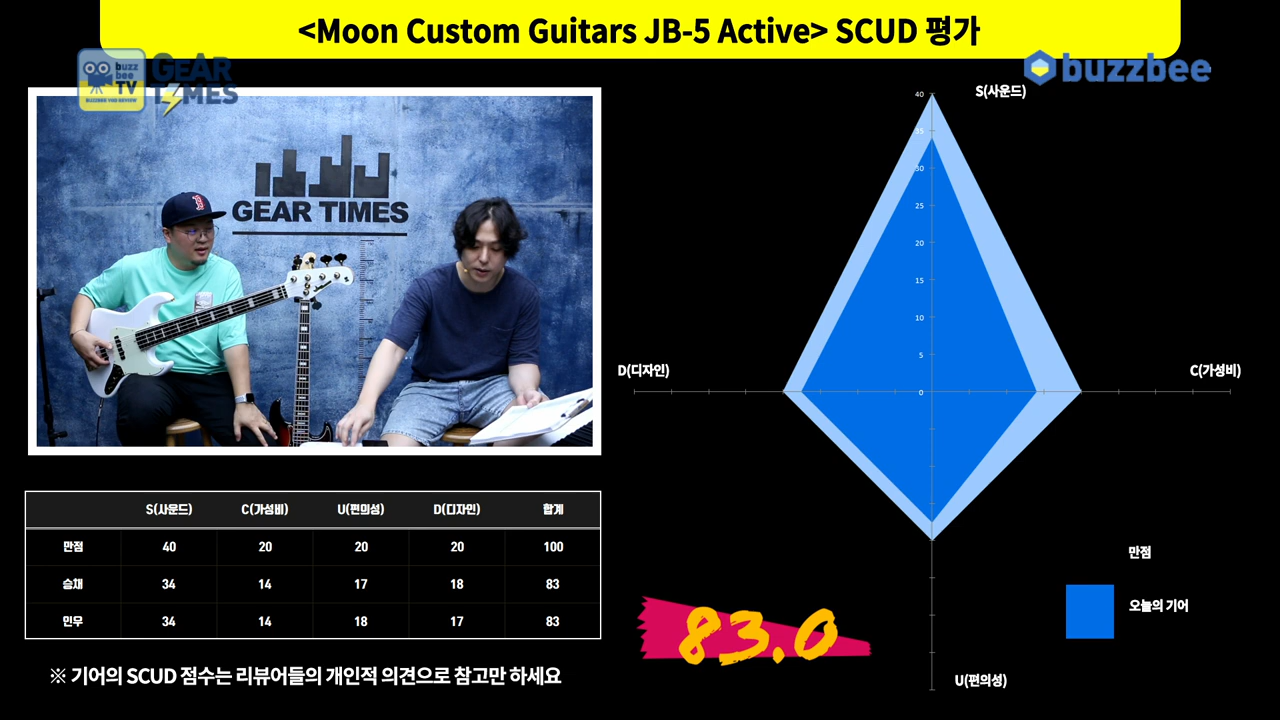 <Moon Custom Guitars JB-5 Active> SCUD 평가
buzz
bee
TV
BUZZBEE VOD REVIEW
GEAR
TIMES
buzzbee
GEAR TIMES
S(사운드)
40
35
30
25
20
15
10
5
0
D(디자인)
C(가성비)
U(편의성)
만점
오늘의 기어
S(사운드) C(가성비) U(편의성) D(디자인) 합계
만점 40 20 20 20 100
승채 34 14 17 18 83
민우 34 14 18 17 83
83.0
※ 기어의 SCUD 점수는 리뷰어들의 개인적 의견으로 참고만 하세요